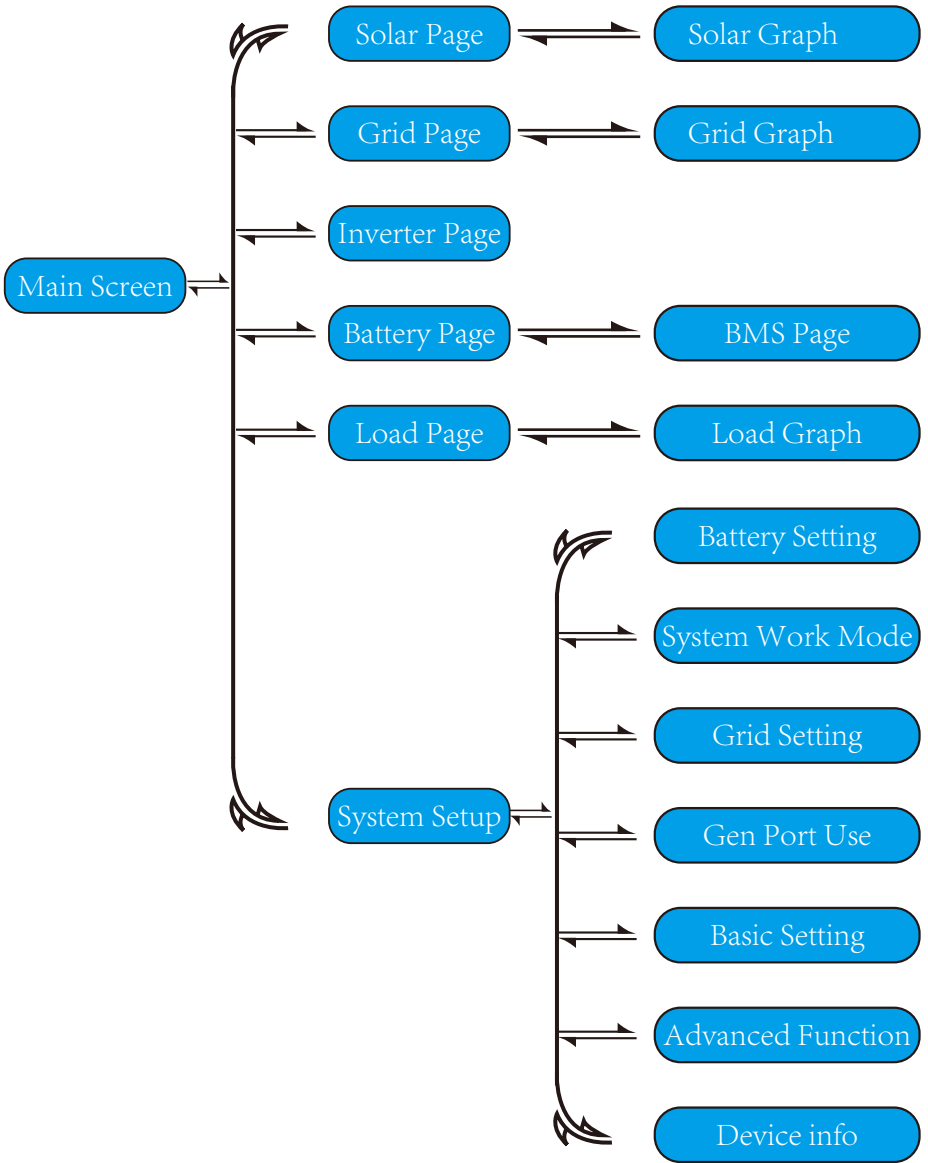 Solar Page
Solar Graph
Grid Page
Grid Graph
Inverter Page
Main Screen
Battery Page
BMS Page
Load Page
Load Graph
Battery Setting
System Work Mode
Grid Setting
System Setup
Gen Port Use
Basic Setting
Advanced Function
Device info